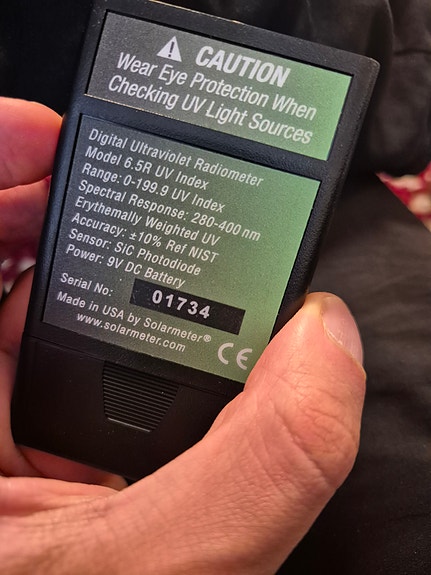 CAUTION
Wear Eye Protection When
Checking UV Light Sources
Digital Ultraviolet Radiometer
Model 6.5R UV Index
Range: 0-199.9 UV Index
Spectral Response: 280-400 nm
Erythemally Weighted UV
Accuracy: ±10% Ref NIST
Sensor: SiC Photodiode
Power: 9V DC Battery
Serial No: 01734
Made in USA by Solarmeter®
www.solarmeter.com CE